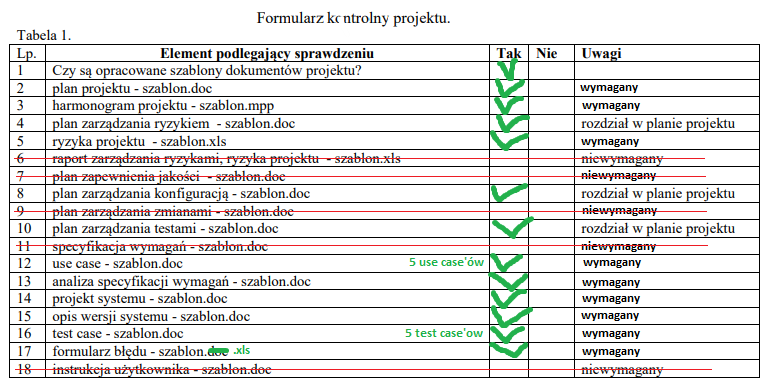 Formularz kontrolny projektu.
Tabela 1.
Lp. Element podlegający sprawdzeniu Tak Nie Uwagi
1 Czy są opracowane szablony dokumentów projektu?
2 plan projektu - szablon.doc wymagany
3 harmonogram projektu - szablon.mpp wymagany
4 plan zarządzania ryzykiem - szablon.doc rozdział w planie projektu
5 ryzyka projektu - szablon.xls wymagany
6 raport zarządzania ryzykami, ryzyka projektu - szablon.xls niewymagany
7 plan zapewnienia jakości - szablon.doc niewymagany
8 plan zarządzania konfiguracją - szablon.doc rozdział w planie projektu
9 plan zarządzania zmianami - szablon.doc niewymagany
10 plan zarządzania testami - szablon.doc rozdział w planie projektu
11 specyfikacja wymagań - szablon.doc niewymagany
12 use case - szablon.doc 5 use case'ów wymagany
13 analiza specyfikacji wymagań - szablon.doc wymagany
14 projekt systemu - szablon.doc wymagany
15 opis wersji systemu - szablon.doc wymagany
16 test case - szablon.doc 5 test case'ow wymagany
17 formularz błędu - szablon.doc .xls wymagany
18 instrukcja użytkownika - szablon.doc niewymagany